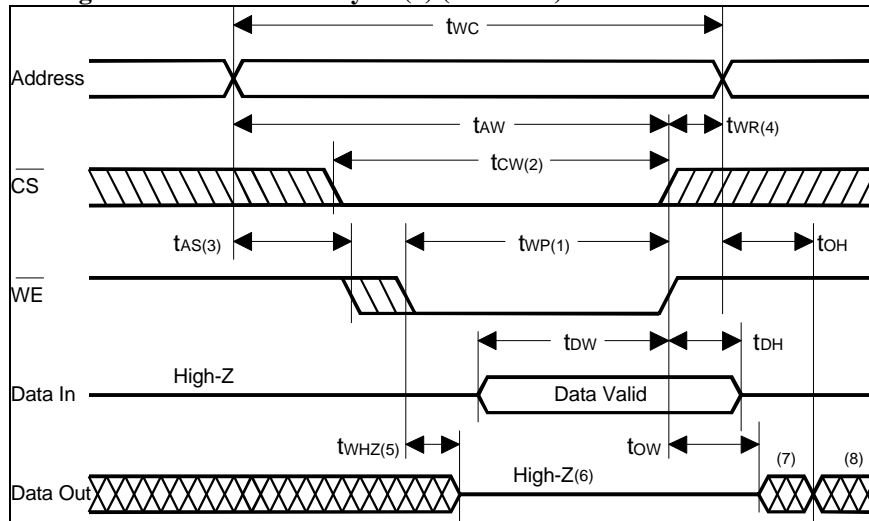 tWC
Address
tAW
tWR(4)
tCW(2)
CS
tAS(3)
tWP(1)
tOH
WE
tDW
tDH
High-Z
Data In
Data Valid
tWHZ(5)
tOW
High-Z(6)
(7)
(8)
Data Out